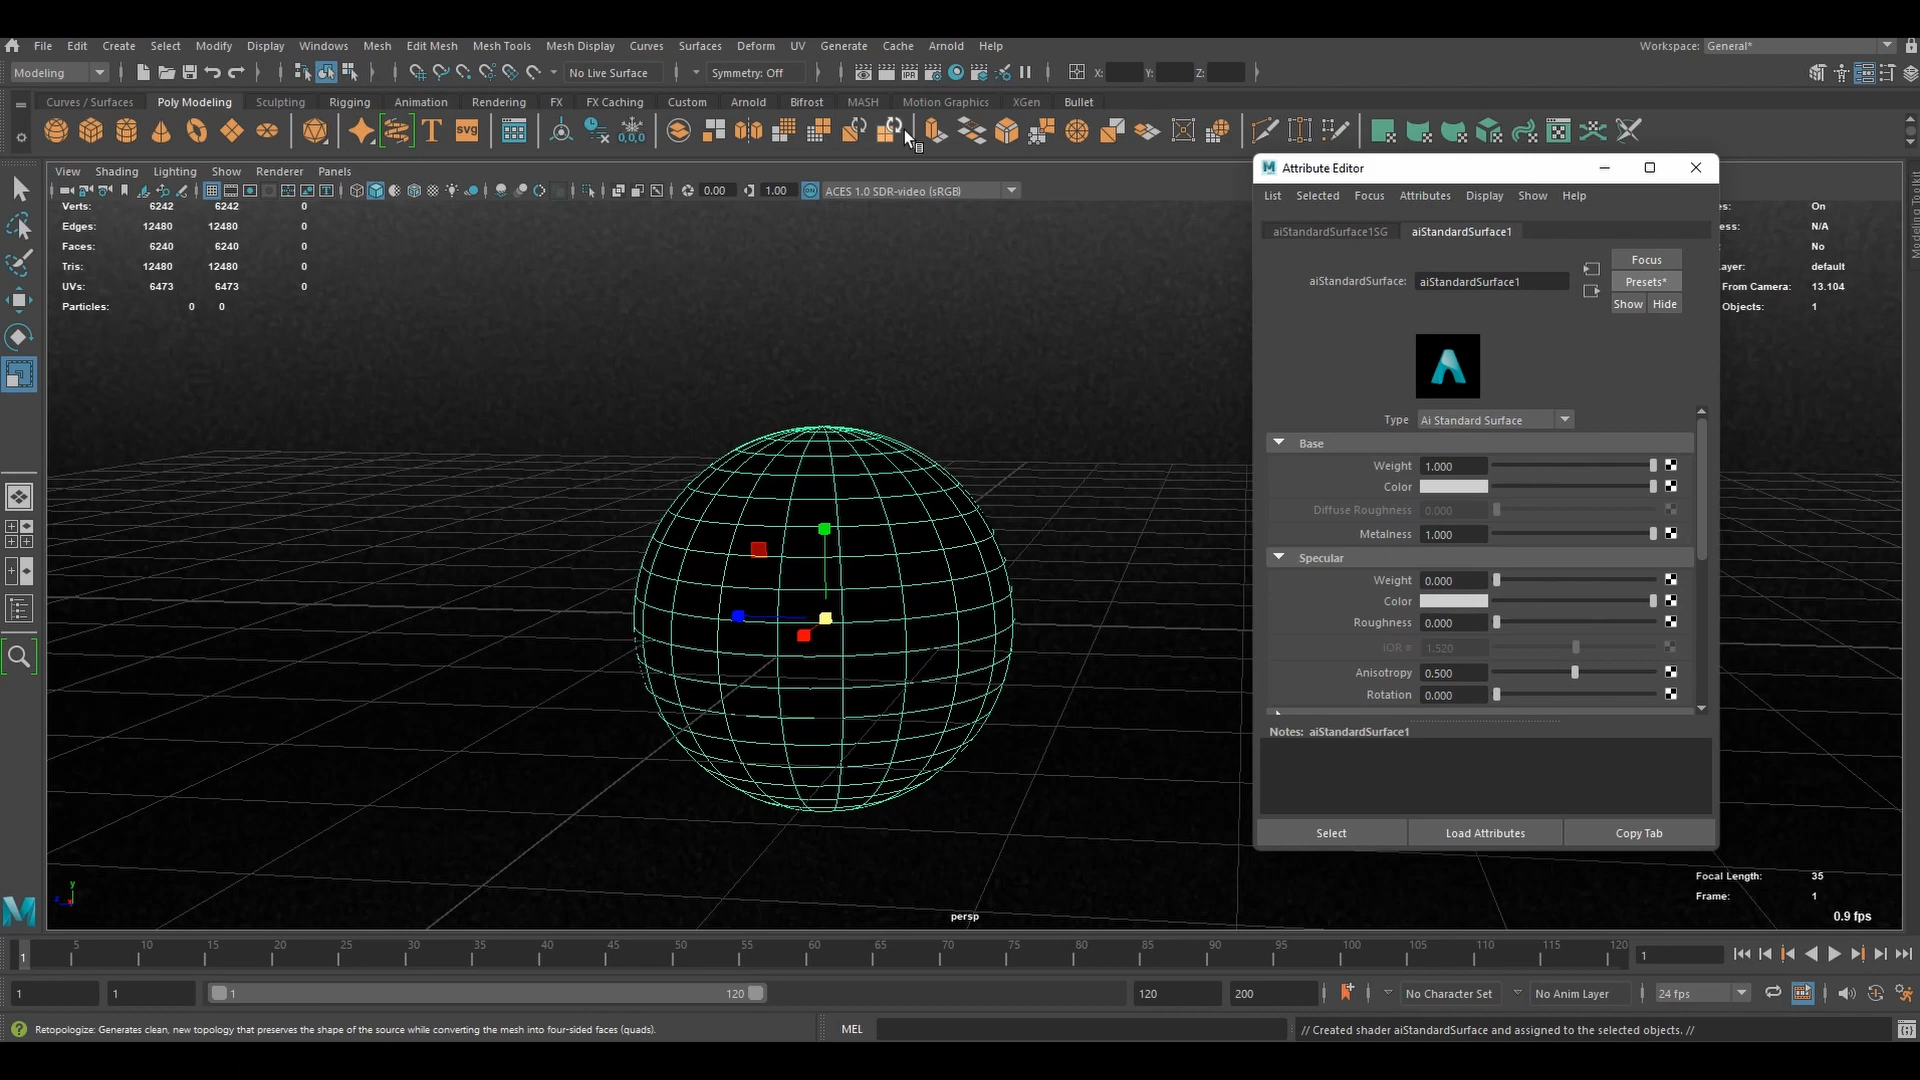 File Edit Create Select Modify Display Windows Mesh Edit Mesh Mesh Tools Mesh Display Curves Surfaces Deform UV Generate Cache Arnold Help Workspace: General*
Modeling No Live Surface Symmetry: Off X: Y: Z:
Curves / Surfaces Poly Modeling Sculpting Rigging Animation Rendering FX FX Caching Custom Arnold Bifrost MASH Motion Graphics XGen Bullet
T SVG 0,0,0
View Shading Lighting Show Renderer Panels
0.00 1.00 ON ACES 1.0 SDR-video (sRGB)
Verts: 6242 6242 0
Edges: 12480 12480 0
Faces: 6240 6240 0
Tris: 12480 12480 0
UVs: 6473 6473 0
Particles: 0 0
Attribute Editor
List Selected Focus Attributes Display Show Help
aiStandardSurface1SG aiStandardSurface1
aiStandardSurface: aiStandardSurface1
Focus
Presets*
Show Hide
Type Ai Standard Surface
Base
Weight 1.000
Color
Diffuse Roughness 0.000
Metalness 1.000
Specular
Weight 0.000
Color
Roughness 0.000
IOR 1.520
Anisotropy 0.500
Rotation 0.000
Notes: aiStandardSurface1
Select Load Attributes Copy Tab
es: On
ess: N/A
No
ayer: default
From Camera: 13.104
Objects: 1
Modeling Toolkit
Focal Length: 35
Frame: 1
0.9 fps
persp
y
1 5 10 15 20 25 30 35 40 45 50 55 60 65 70 75 80 85 90 95 100 105 110 115 120 1
1 1 1 120 120 200 No Character Set No Anim Layer 24 fps
Retopologize: Generates clean, new topology that preserves the shape of the source while converting the mesh into four-sided faces (quads). MEL // Created shader aiStandardSurface and assigned to the selected objects. //